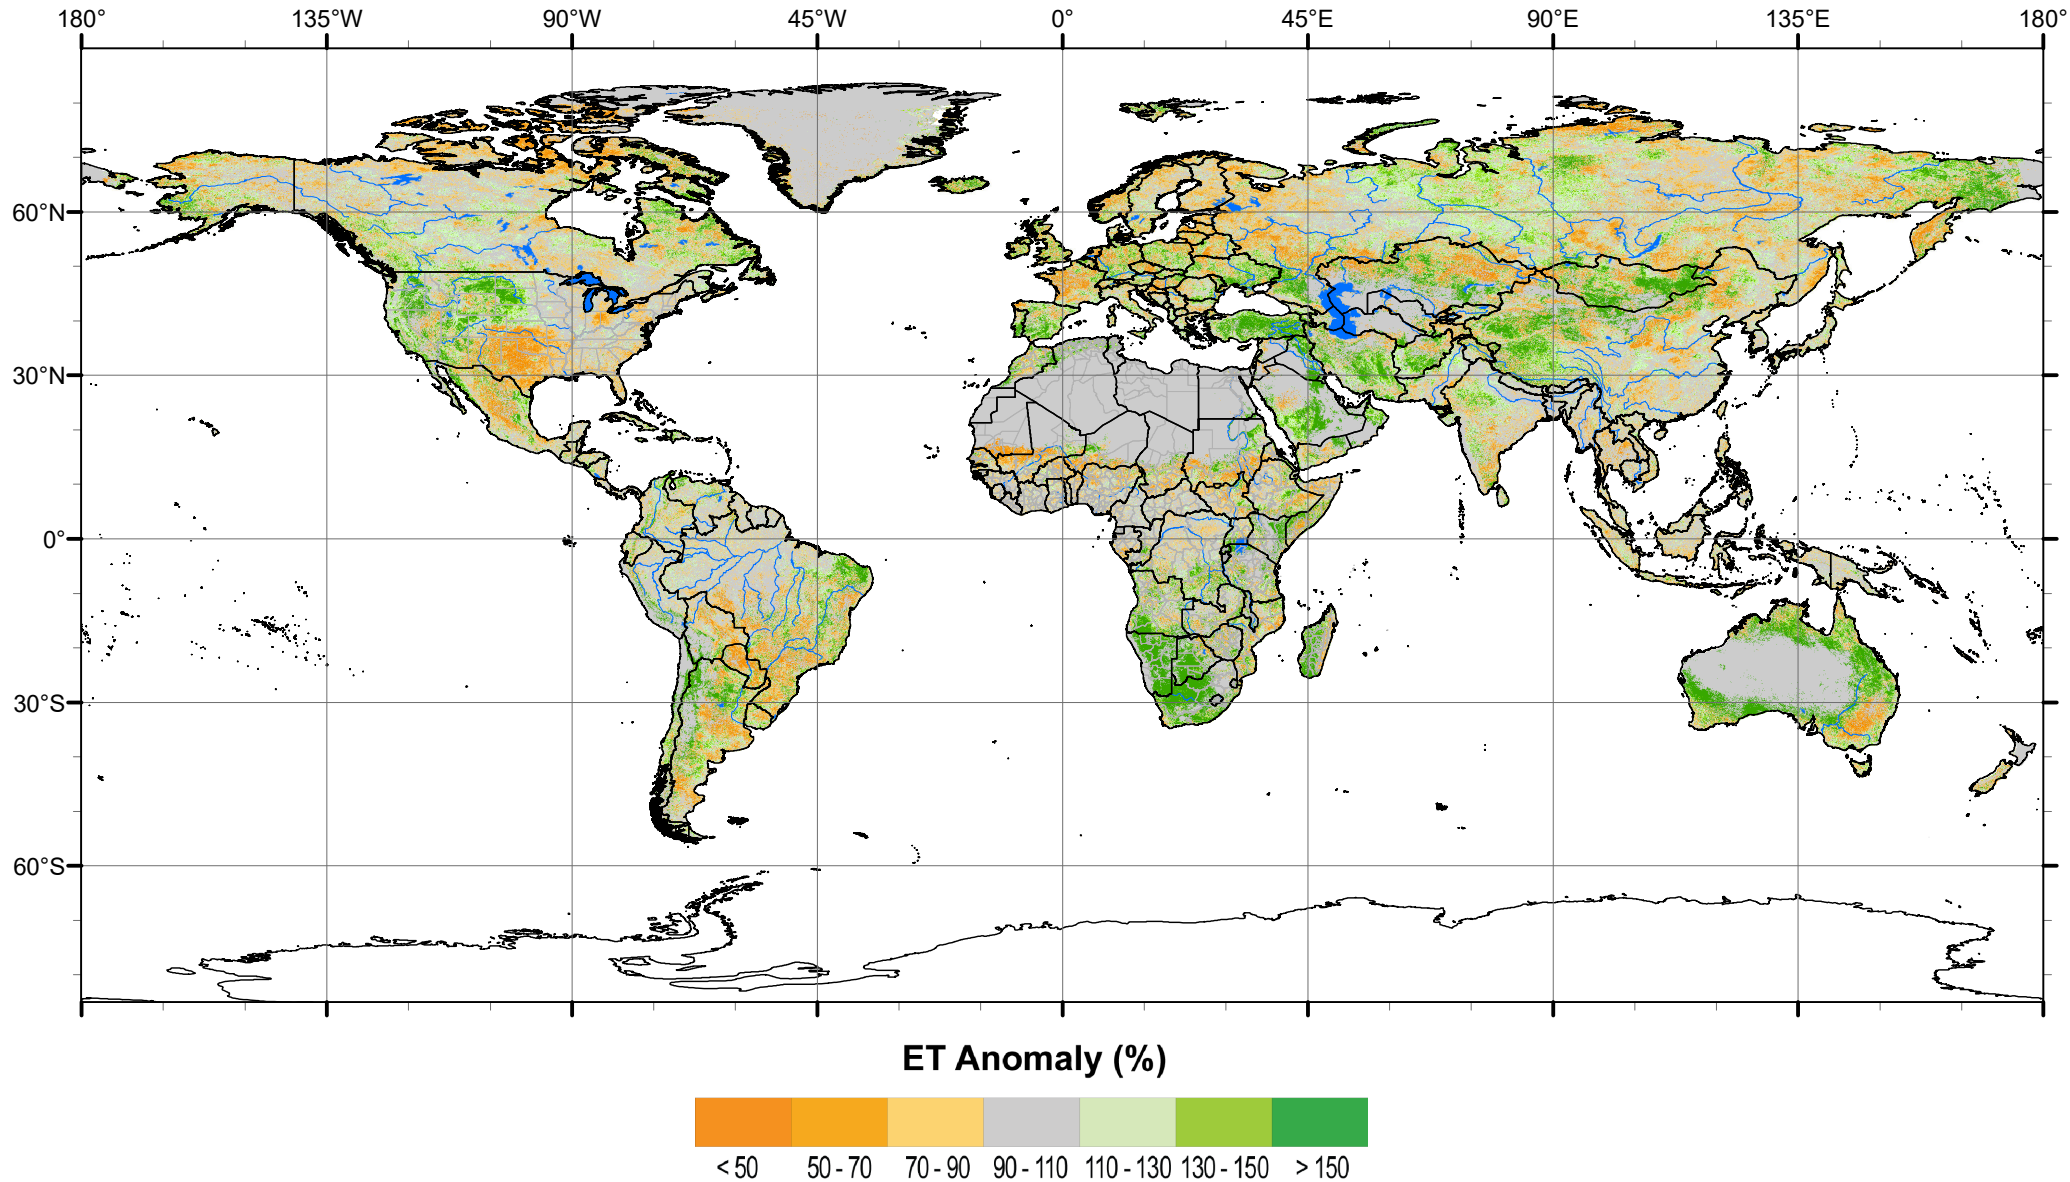 180° 135°W 90°W 45°W 0° 45°E 90°E 135°E 180°
60°N
30°N
0°
30°S
60°S
ET Anomaly (%)
< 50 50 - 70 70 - 90 90 - 110 110 - 130 130 - 150 > 150